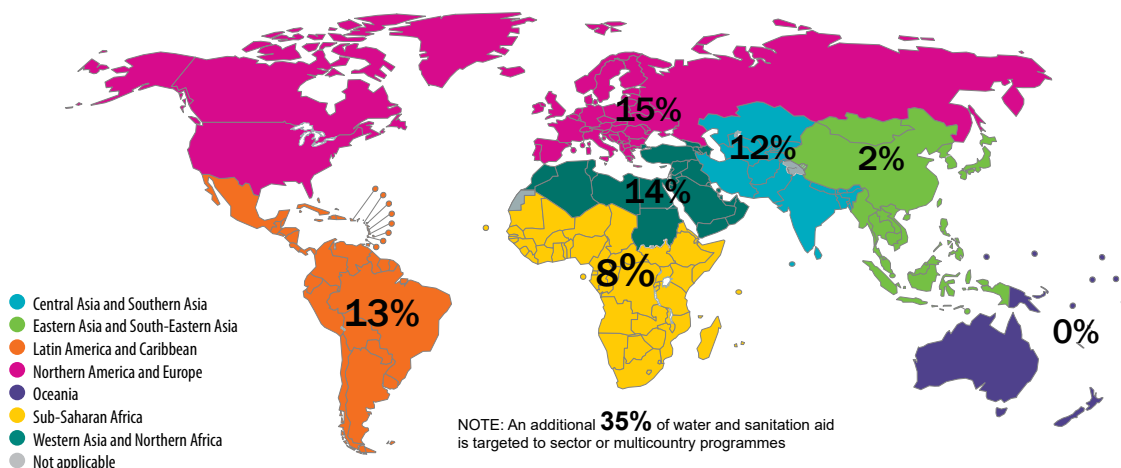 15%
12%
2%
14%
8%
13%
0%
Central Asia and Southern Asia
Eastern Asia and South-Eastern Asia
Latin America and Caribbean
Northern America and Europe
Oceania
Sub-Saharan Africa
Western Asia and Northern Africa
Not applicable
NOTE: An additional 35% of water and sanitation aid
is targeted to sector or multicountry programmes